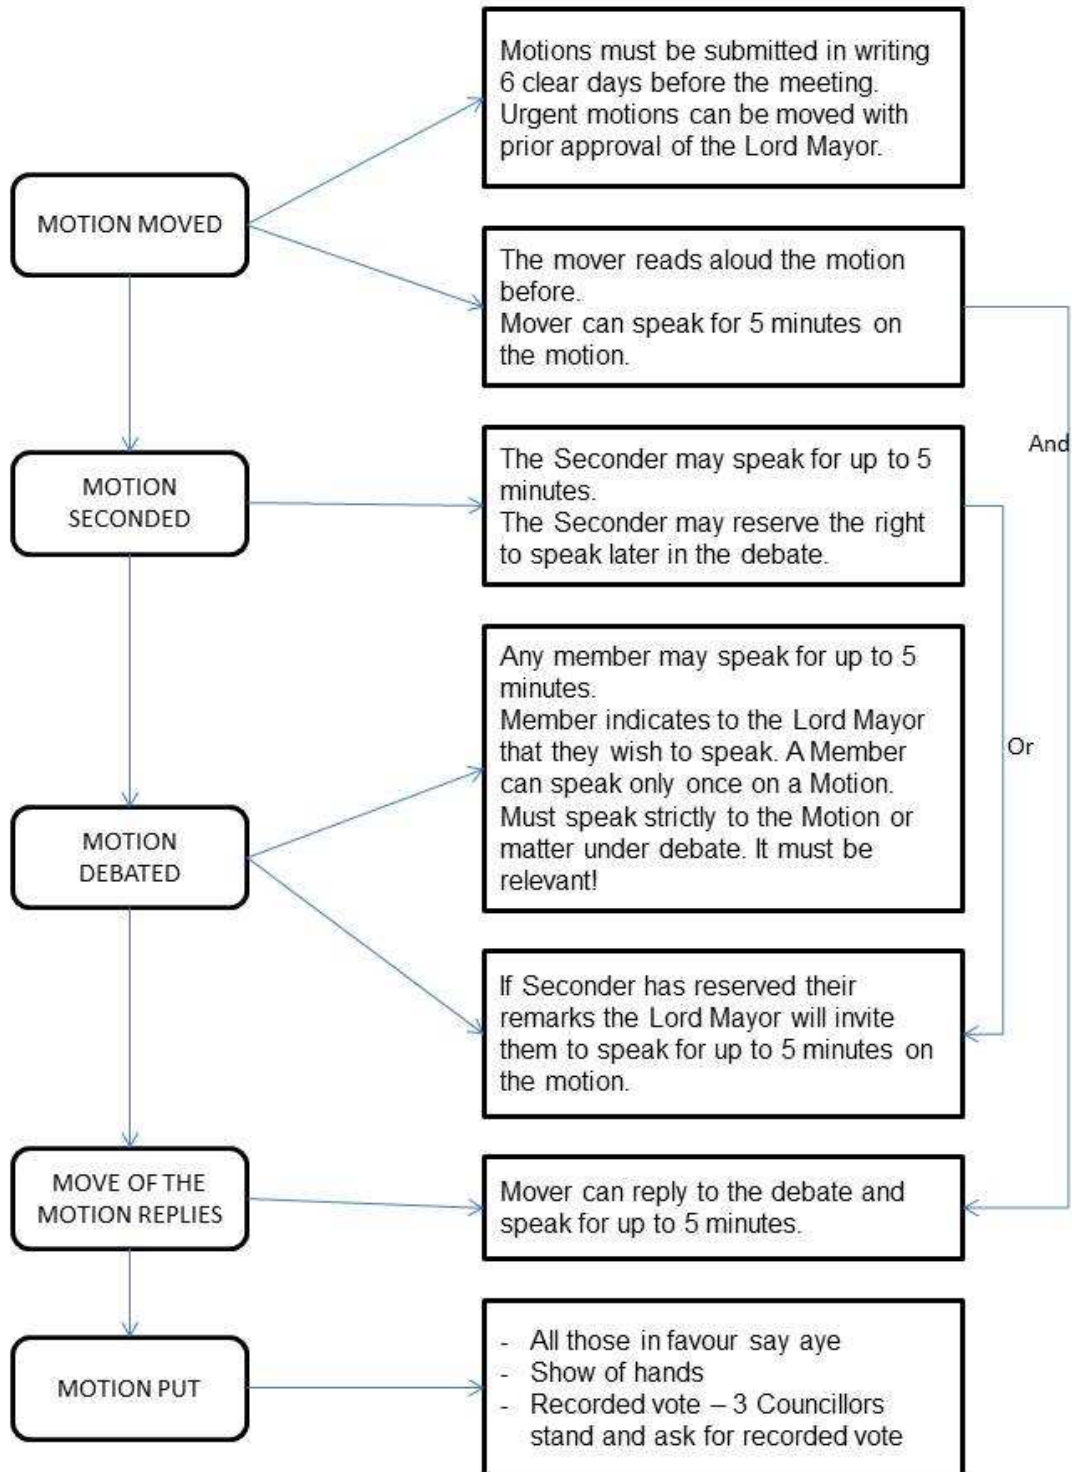 MOTION MOVED
Motions must be submitted in writing
6 clear days before the meeting.
Urgent motions can be moved with
prior approval of the Lord Mayor.
The mover reads aloud the motion
before.
Mover can speak for 5 minutes on
the motion.
And
MOTION
SECONDED
The Seconder may speak for up to 5
minutes.
The Seconder may reserve the right
to speak later in the debate.
Or
MOTION
DEBATED
Any member may speak for up to 5
minutes.
Member indicates to the Lord Mayor
that they wish to speak. A Member
can speak only once on a Motion.
Must speak strictly to the Motion or
matter under debate. It must be
relevant!
If Seconder has reserved their
remarks the Lord Mayor will invite
them to speak for up to 5 minutes on
the motion.
MOVE OF THE
MOTION REPLIES
Mover can reply to the debate and
speak for up to 5 minutes.
MOTION PUT
- All those in favour say aye
- Show of hands
- Recorded vote – 3 Councillors
stand and ask for recorded vote